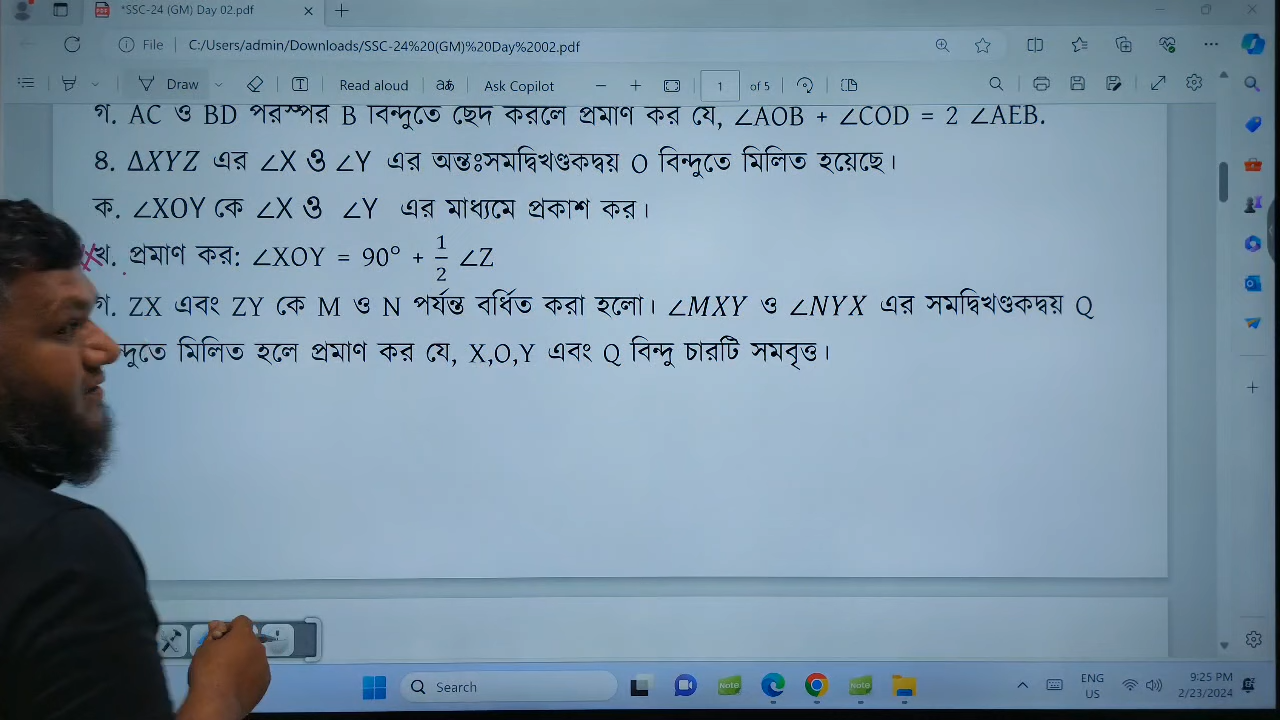 *SSC-24 (GM) Day 02.pdf
File C:/Users/admin/Downloads/SSC-24%20(GM)%20Day%2002.pdf
Draw Read aloud aあ Ask Copilot 1 of 5
গ. AC ও BD পরস্পর B বিন্দুতে ছেদ করলে প্রমাণ কর যে, ∠AOB + ∠COD = 2 ∠AEB.
8. ΔXYZ এর ∠X ও ∠Y এর অন্তঃসমদ্বিখণ্ডকদ্বয় O বিন্দুতে মিলিত হয়েছে।
ক. ∠XOY কে ∠X ও ∠Y এর মাধ্যমে প্রকাশ কর।
খ. প্রমাণ কর: ∠XOY = 90° + 1/2 ∠Z
গ. ZX এবং ZY কে M ও N পর্যন্ত বর্ধিত করা হলো। ∠MXY ও ∠NYX এর সমদ্বিখণ্ডকদ্বয় Q
মিলিত হলে প্রমাণ কর যে, X,O,Y এবং Q বিন্দু চারটি সমবৃত্ত।
Search Note Note ENG US 9:25 PM 2/23/2024